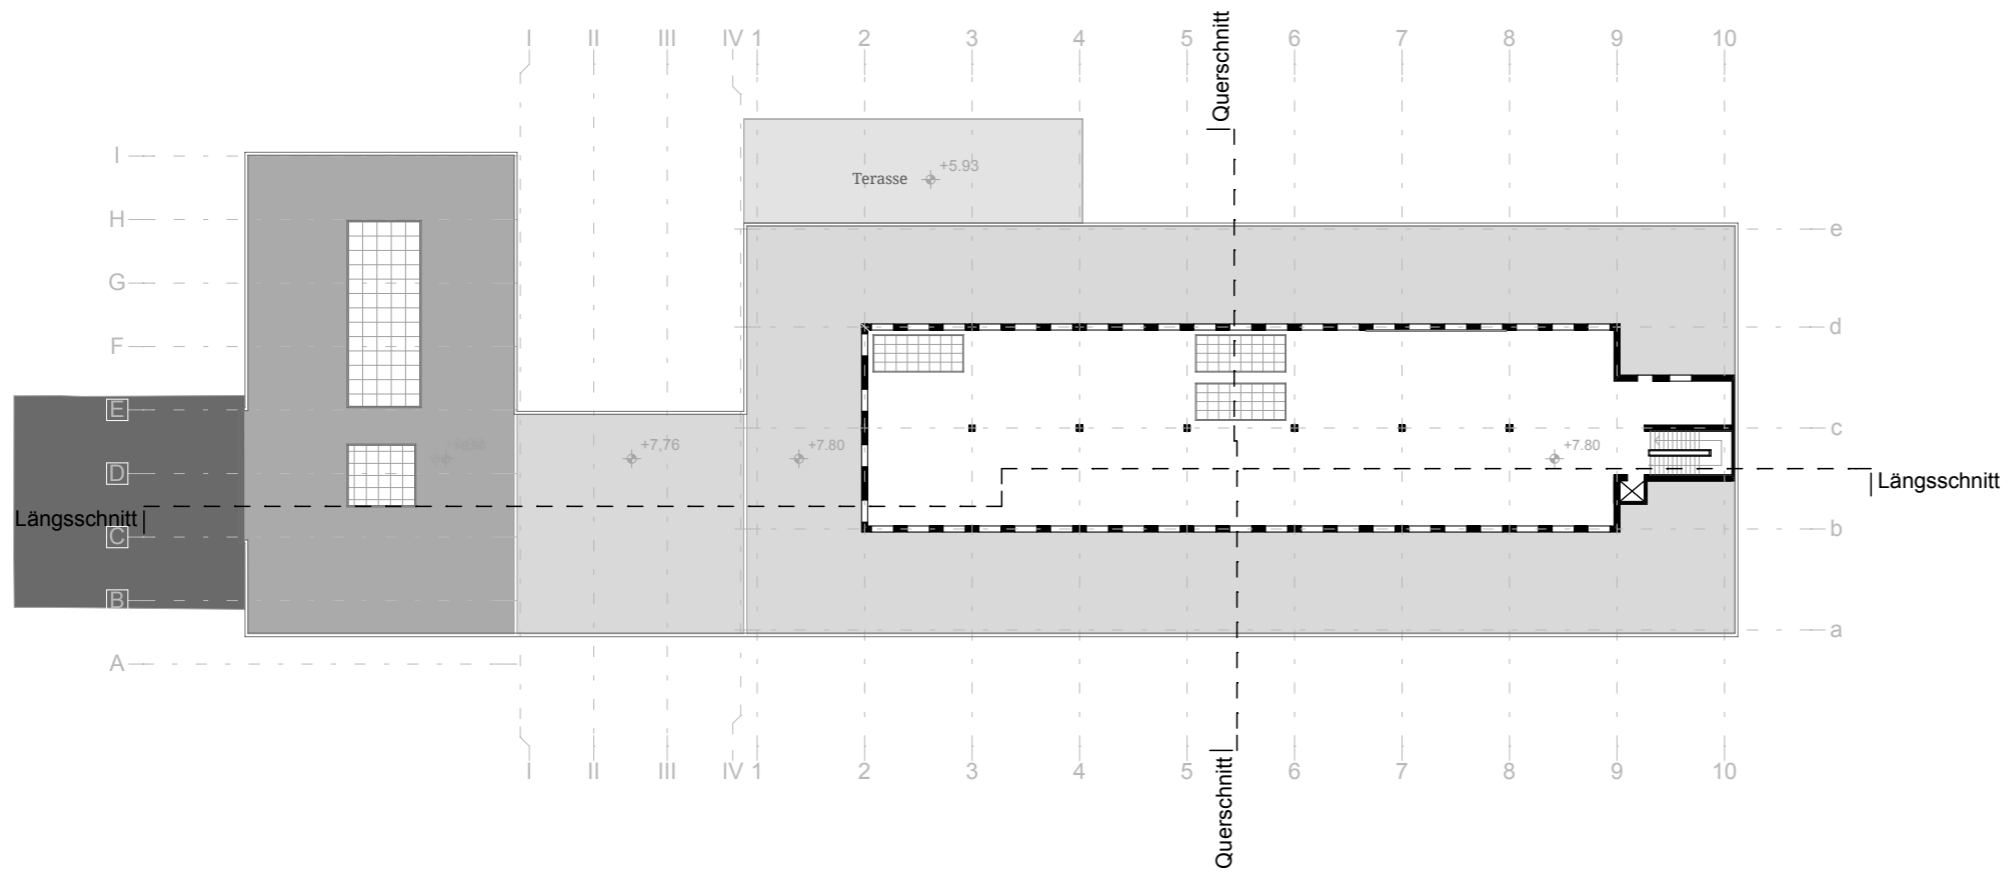 Querschnitt
I II III IV 1 2 3 4 5 6 7 8 9 10
I
H
G
F
E
D
C
B
A
Terasse +5.93
e
d
c
b
a
+7,76
+7.80
+7.80
Längsschnitt
Längsschnitt
I II III IV 1 2 3 4 5 6 7 8 9 10
Querschnitt